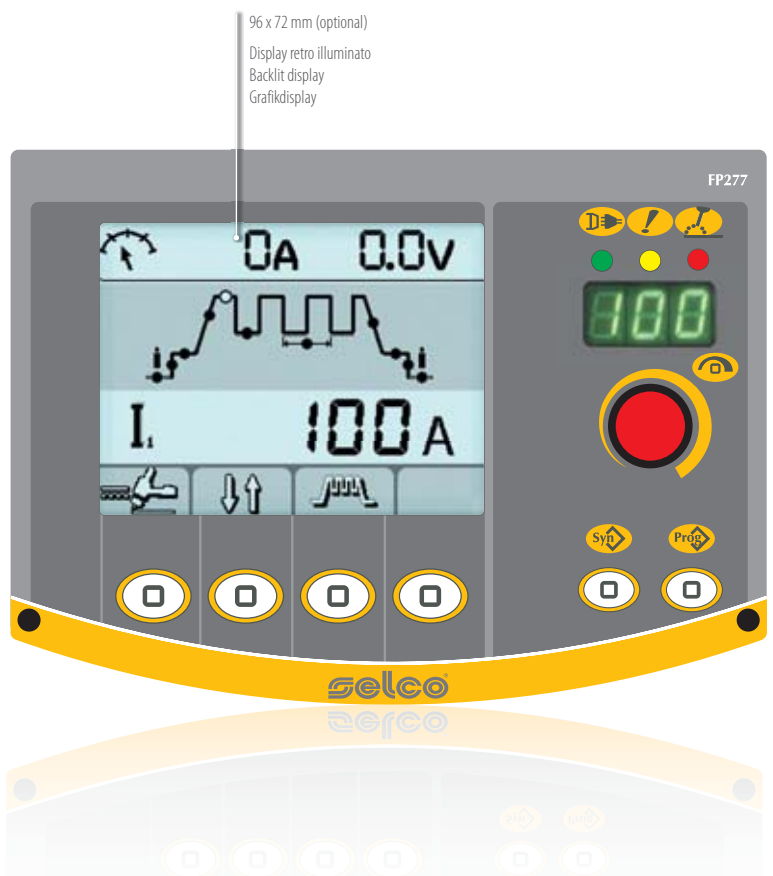 96 x 72 mm (optional)
Display retro illuminato
Backlit display
Grafikdisplay
FP277
0A 0.0V
100
I1 100 A
Syn Prog
selco